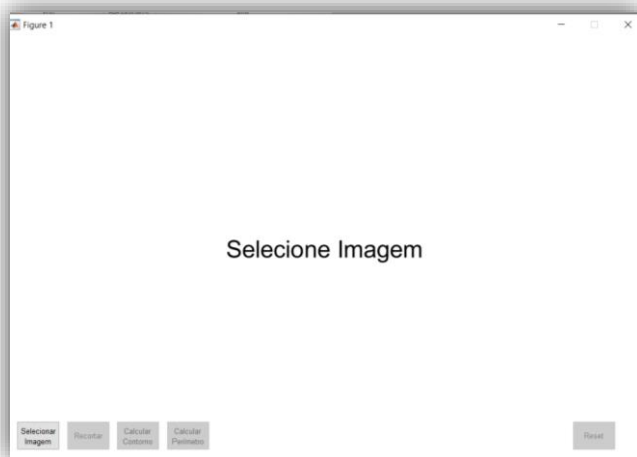 Figure 1
Selecione Imagem
Selecionar
Imagem
Recortar
Calcular
Contorno
Calcular
Perímetro
Reset